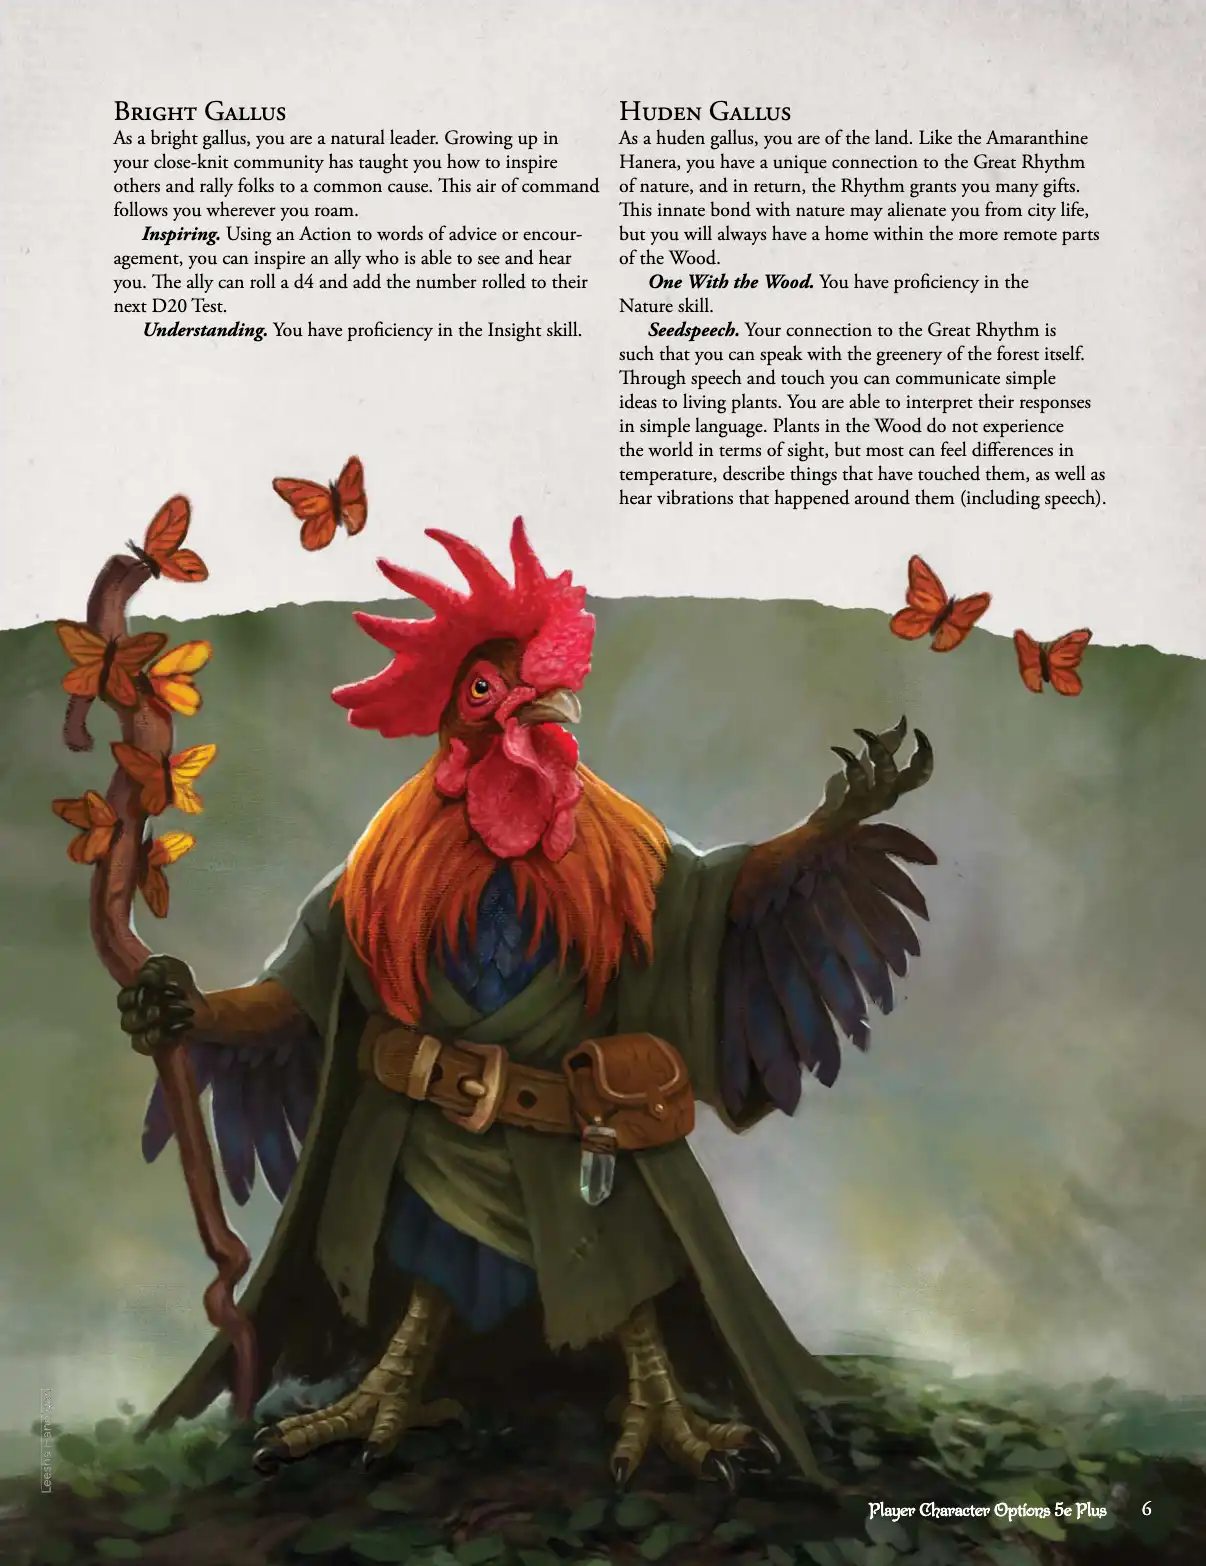 Bright Gallus
As a bright gallus, you are a natural leader. Growing up in
your close-knit community has taught you how to inspire
others and rally folks to a common cause. This air of command
follows you wherever you roam.
Inspiring. Using an Action to words of advice or encour-
agement, you can inspire an ally who is able to see and hear
you. The ally can roll a d4 and add the number rolled to their
next D20 Test.
Understanding. You have proficiency in the Insight skill.
Huden Gallus
As a huden gallus, you are of the land. Like the Amaranthine
Hanera, you have a unique connection to the Great Rhythm
of nature, and in return, the Rhythm grants you many gifts.
This innate bond with nature may alienate you from city life,
but you will always have a home within the more remote parts
of the Wood.
One With the Wood. You have proficiency in the
Nature skill.
Seedspeech. Your connection to the Great Rhythm is
such that you can speak with the greenery of the forest itself.
Through speech and touch you can communicate simple
ideas to living plants. You are able to interpret their responses
in simple language. Plants in the Wood do not experience
the world in terms of sight, but most can feel differences in
temperature, describe things that have touched them, as well as
hear vibrations that happened around them (including speech).
Player Character Options 5e Plus 6